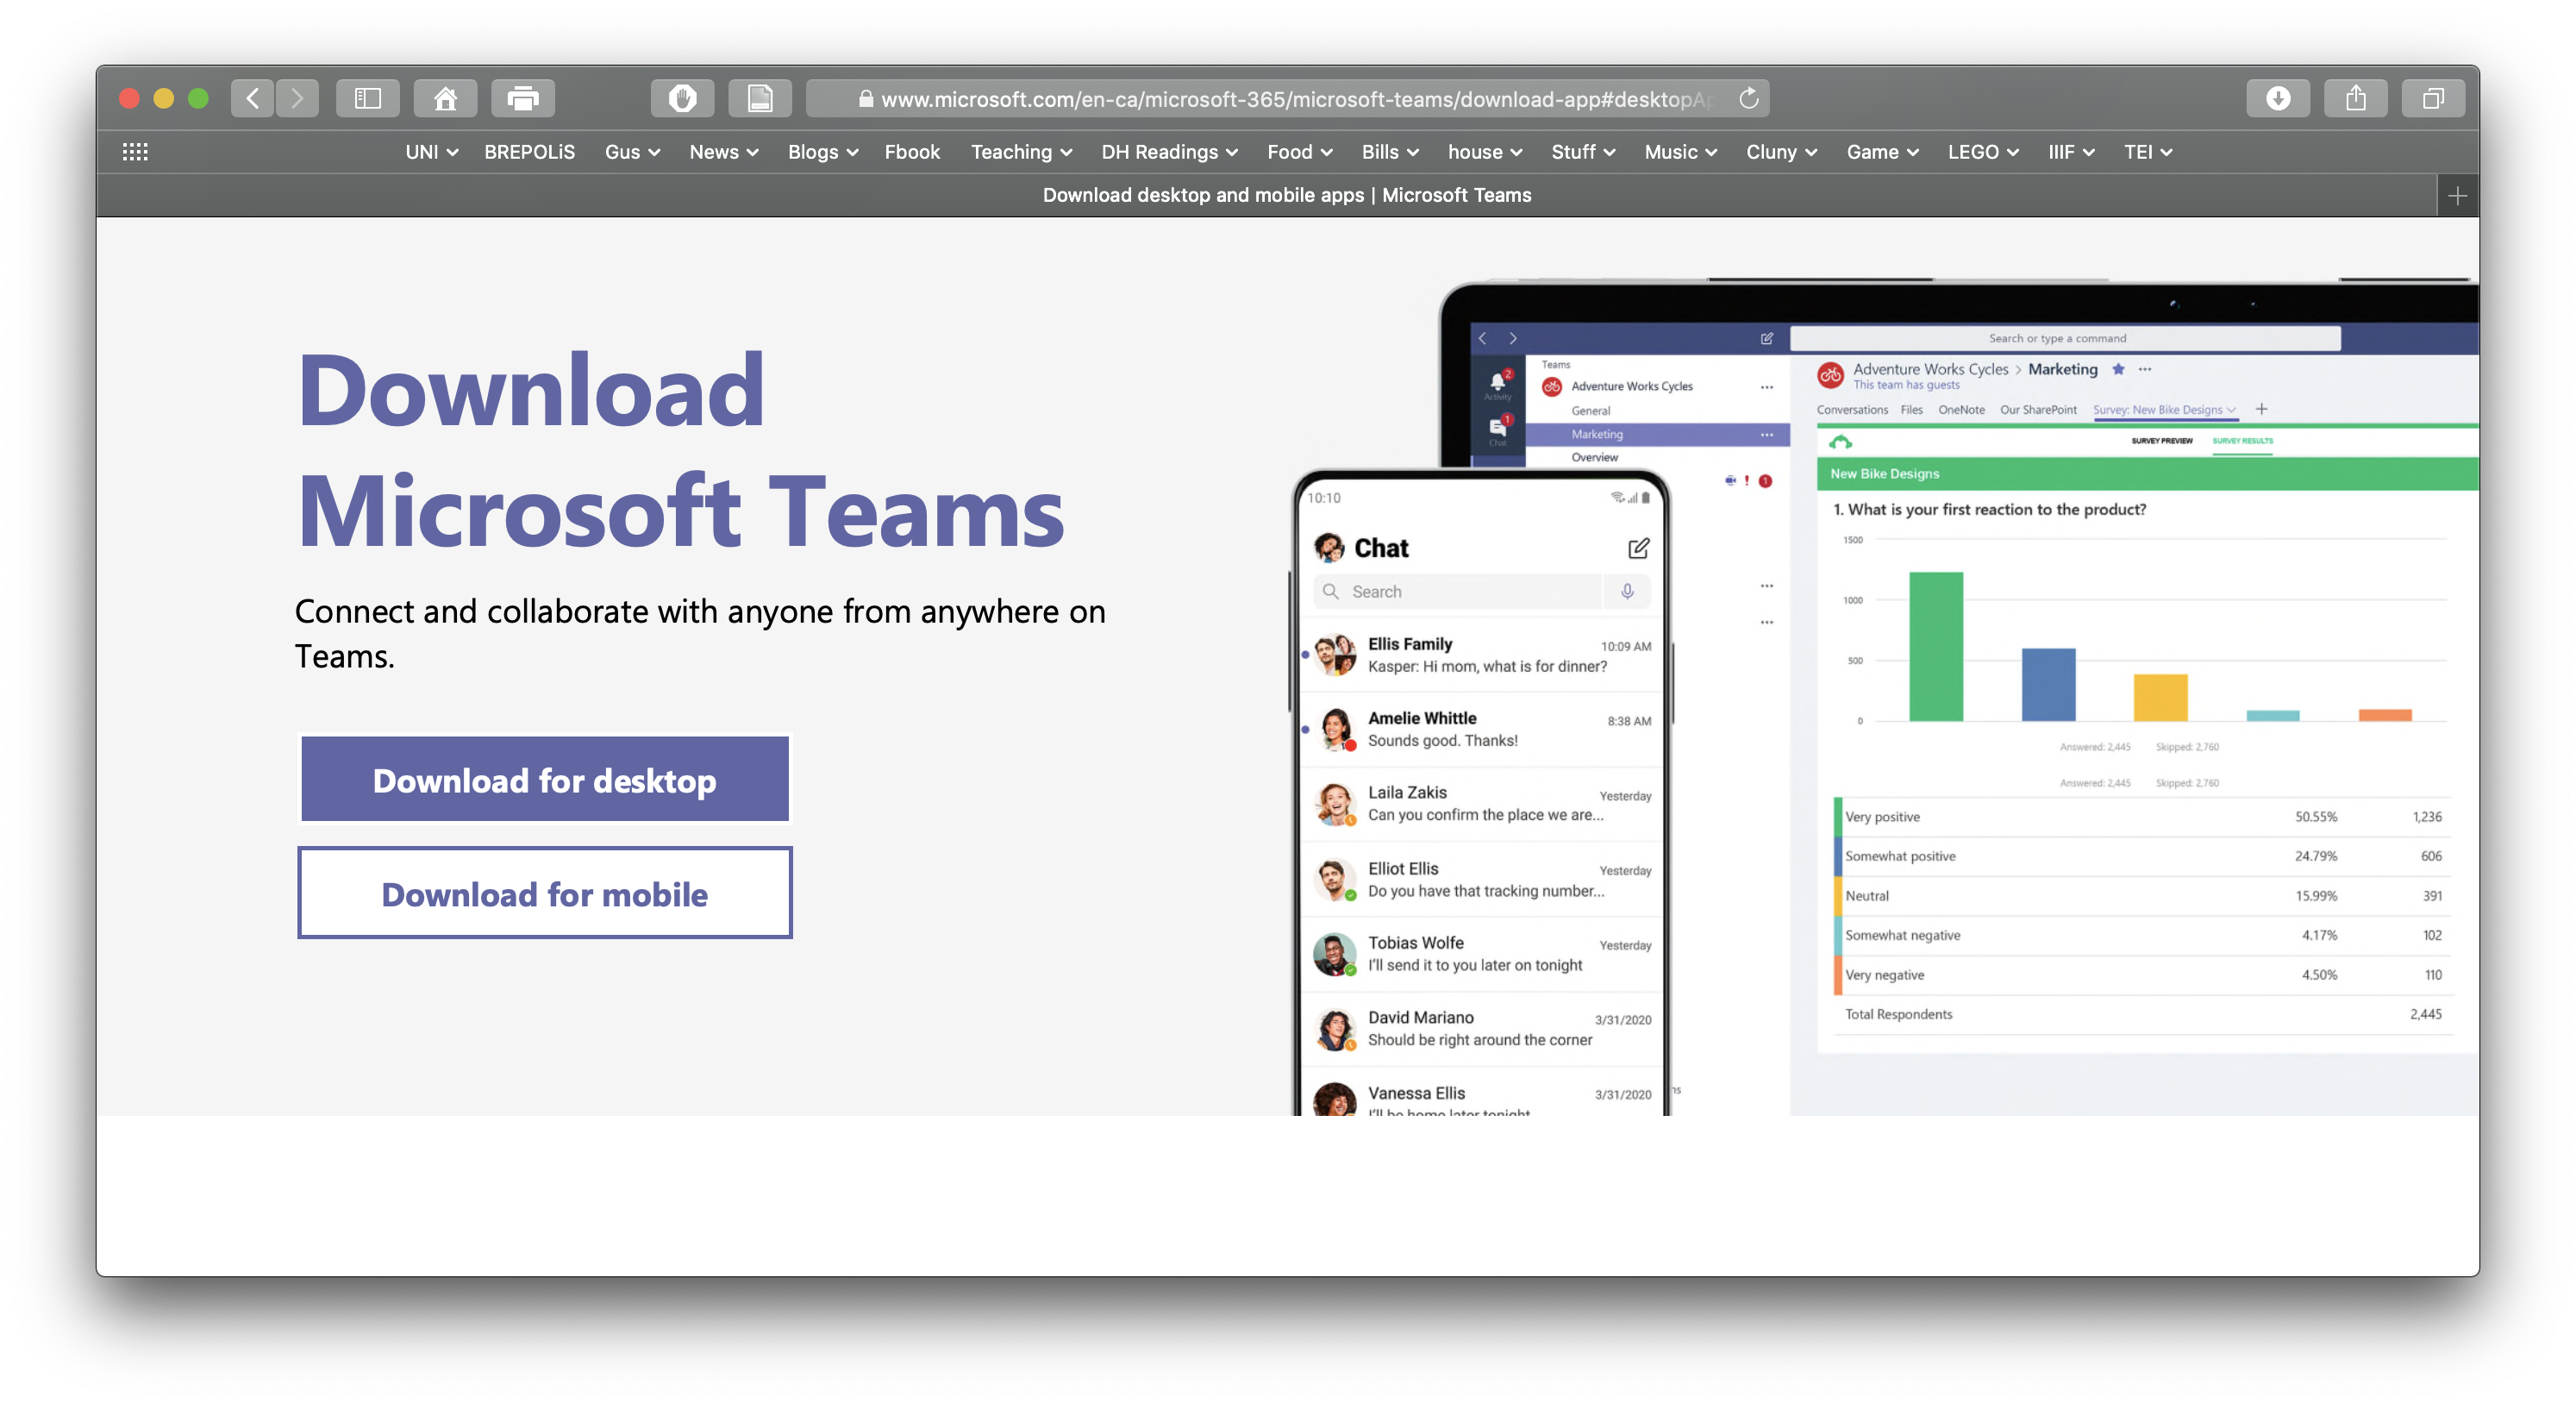 www.microsoft.com/en-ca/microsoft-365/microsoft-teams/download-app#desktopAp
UNI BREPOLiS Gus News Blogs Fbook Teaching DH Readings Food Bills house Stuff Music Cluny Game LEGO IIIF TEI
Download desktop and mobile apps | Microsoft Teams
Download
Microsoft Teams
Connect and collaborate with anyone from anywhere on
Teams.
Download for desktop
Download for mobile
Search or type a command
Activity
Chat
Teams
Adventure Works Cycles
General
Marketing
Overview
Adventure Works Cycles > Marketing
This team has guests
Conversations Files OneNote Our SharePoint Survey: New Bike Designs
SURVEY PREVIEW SURVEY RESULTS
New Bike Designs
1. What is your first reaction to the product?
1500
1000
500
0
Answered: 2,445 Skipped: 2,760
Answered: 2,445 Skipped: 2,760
Very positive 50.55% 1,236
Somewhat positive 24.79% 606
Neutral 15.99% 391
Somewhat negative 4.17% 102
Very negative 4.50% 110
Total Respondents 2,445
10:10
Chat
Search
Ellis Family 10:09 AM
Kasper: Hi mom, what is for dinner?
Amelie Whittle 8:38 AM
Sounds good. Thanks!
Laila Zakis Yesterday
Can you confirm the place we are...
Elliot Ellis Yesterday
Do you have that tracking number...
Tobias Wolfe Yesterday
I'll send it to you later on tonight
David Mariano 3/31/2020
Should be right around the corner
Vanessa Ellis 3/31/2020
I'll be home later tonight